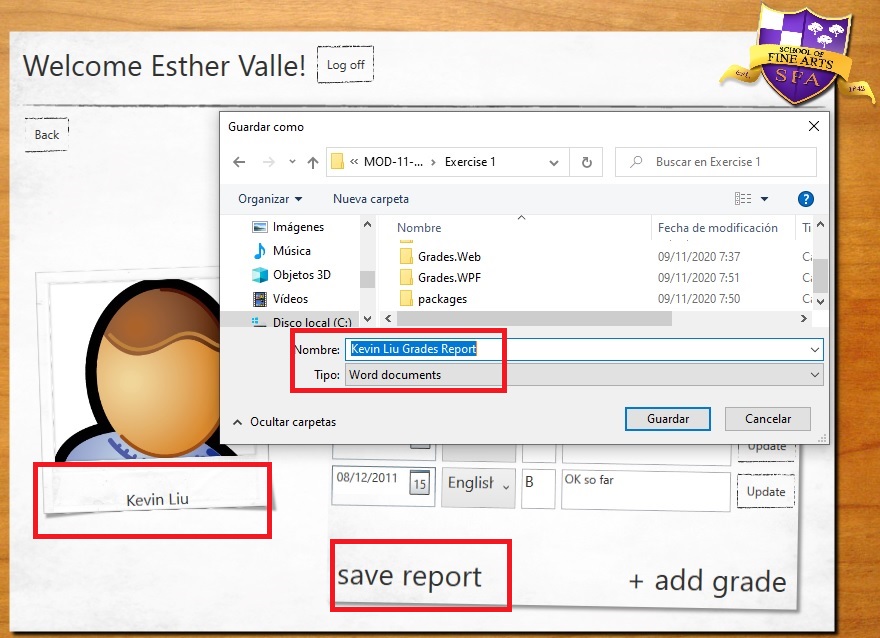 Welcome Esther Valle!
Log off
SCHOOL OF
FINE ARTS
SFA
Est.
1842
Back
Guardar como
« MOD-11-... › Exercise 1
Buscar en Exercise 1
Organizar
Nueva carpeta
Imágenes
Música
Objetos 3D
Vídeos
Disco local (C:)
Nombre
Fecha de modificación
Ti
Grades.Web 09/11/2020 7:37 Ca
Grades.WPF 09/11/2020 7:51 Ca
packages 09/11/2020 7:50 Ca
Nombre: Kevin Liu Grades Report
Tipo: Word documents
Ocultar carpetas
Guardar
Cancelar
Update
08/12/2011 15 English B OK so far Update
Kevin Liu
save report
+ add grade